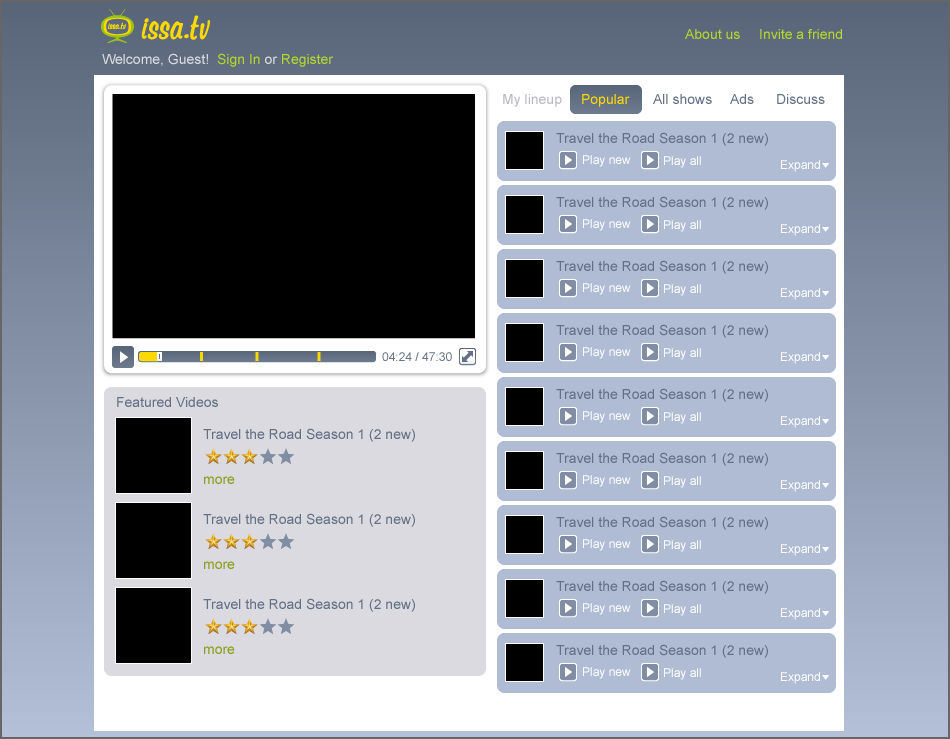 issa.tv issa.tv
About us Invite a friend
Welcome, Guest! Sign In or Register
My lineup Popular All shows Ads Discuss
04:24 / 47:30
Featured Videos
Travel the Road Season 1 (2 new)
more
Travel the Road Season 1 (2 new)
more
Travel the Road Season 1 (2 new)
more
Travel the Road Season 1 (2 new)
Play new Play all Expand
Travel the Road Season 1 (2 new)
Play new Play all Expand
Travel the Road Season 1 (2 new)
Play new Play all Expand
Travel the Road Season 1 (2 new)
Play new Play all Expand
Travel the Road Season 1 (2 new)
Play new Play all Expand
Travel the Road Season 1 (2 new)
Play new Play all Expand
Travel the Road Season 1 (2 new)
Play new Play all Expand
Travel the Road Season 1 (2 new)
Play new Play all Expand
Travel the Road Season 1 (2 new)
Play new Play all Expand